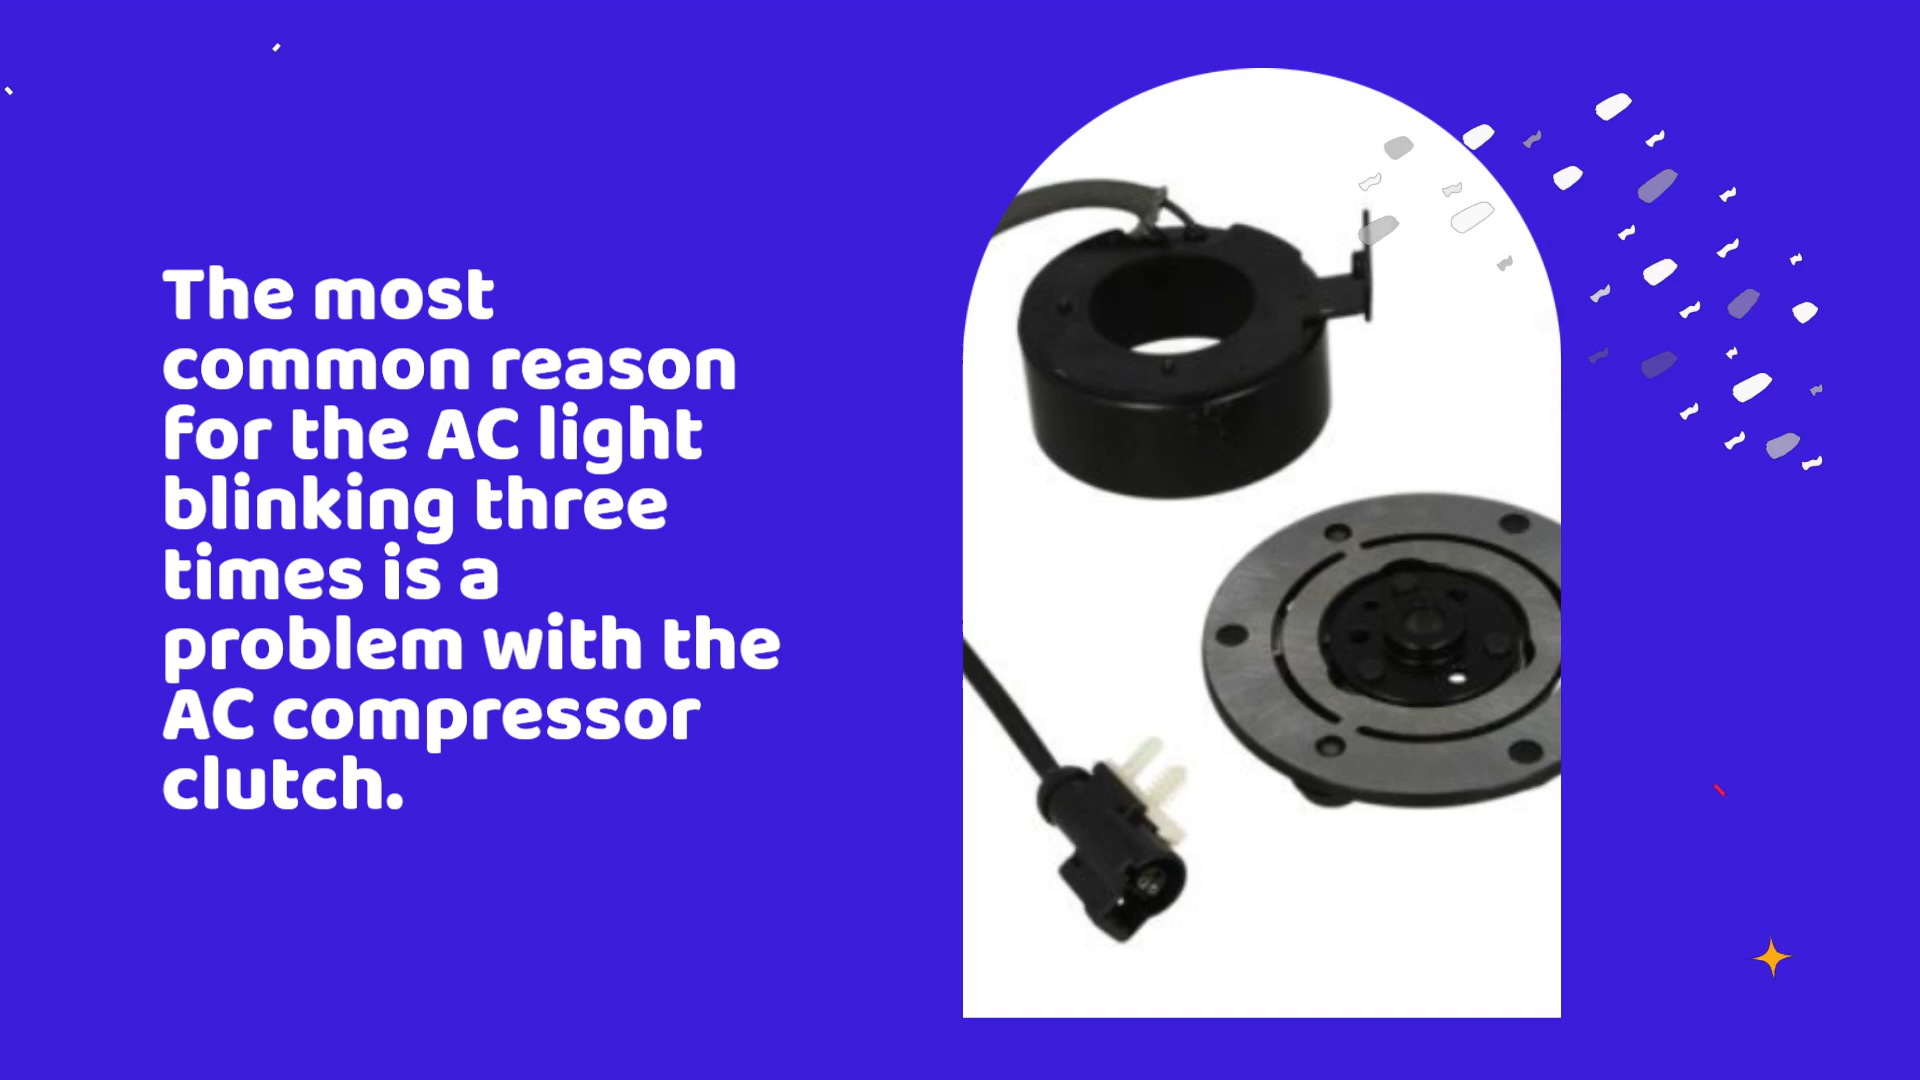 The most
common reason
for the AC light
blinking three
times is a
problem with the
AC compressor
clutch.